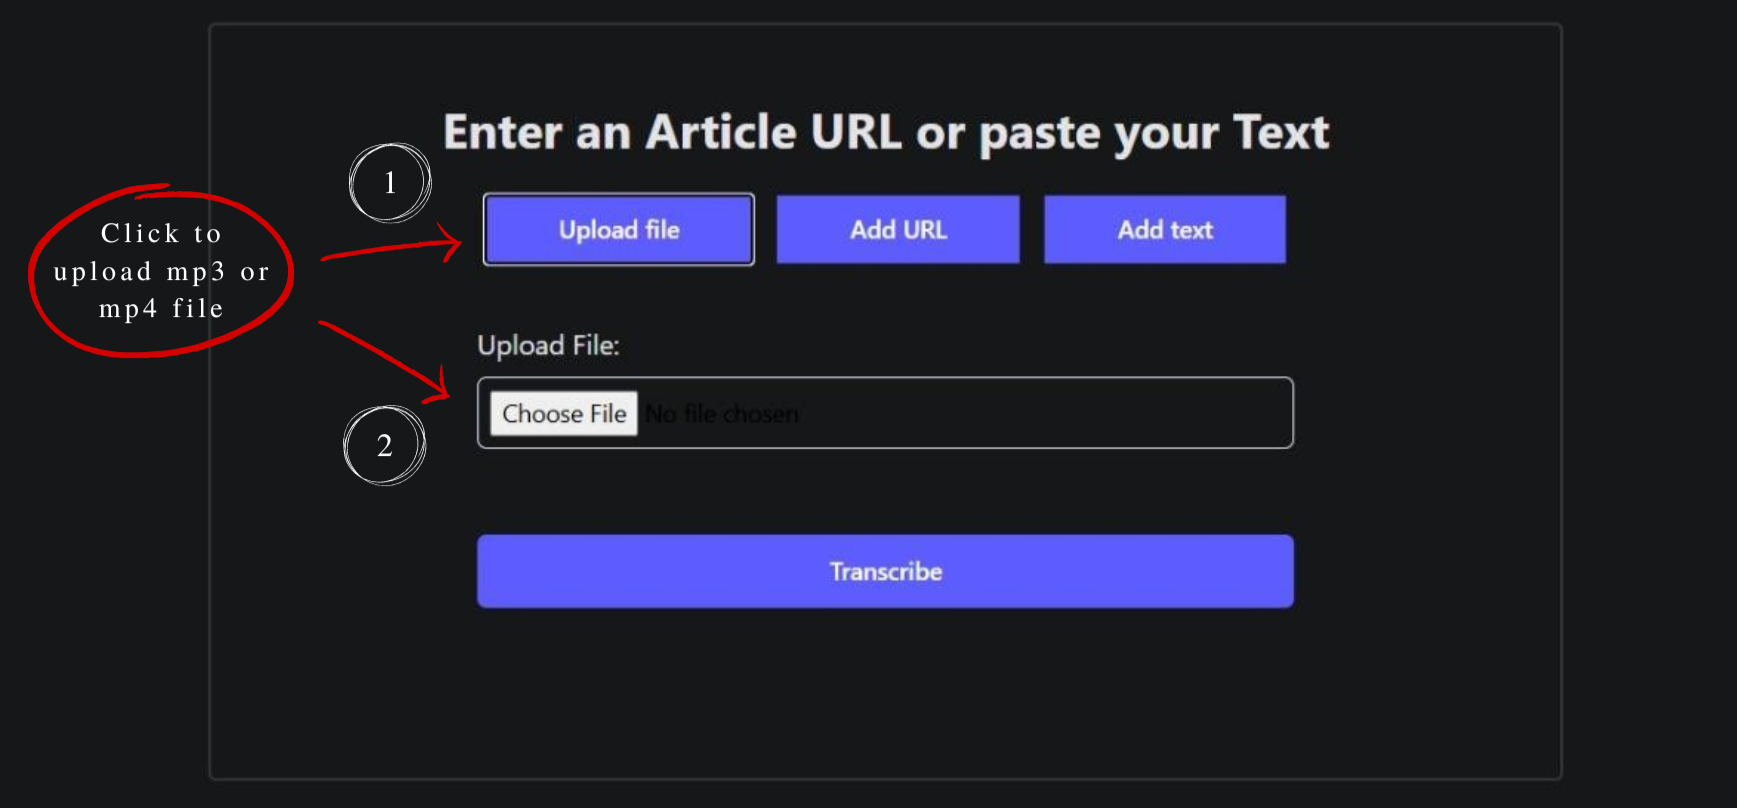 Enter an Article URL or paste your Text
1
Click to
upload mp3 or
mp4 file
Upload file
Add URL
Add text
Upload File:
Choose File No file chosen
2
Transcribe